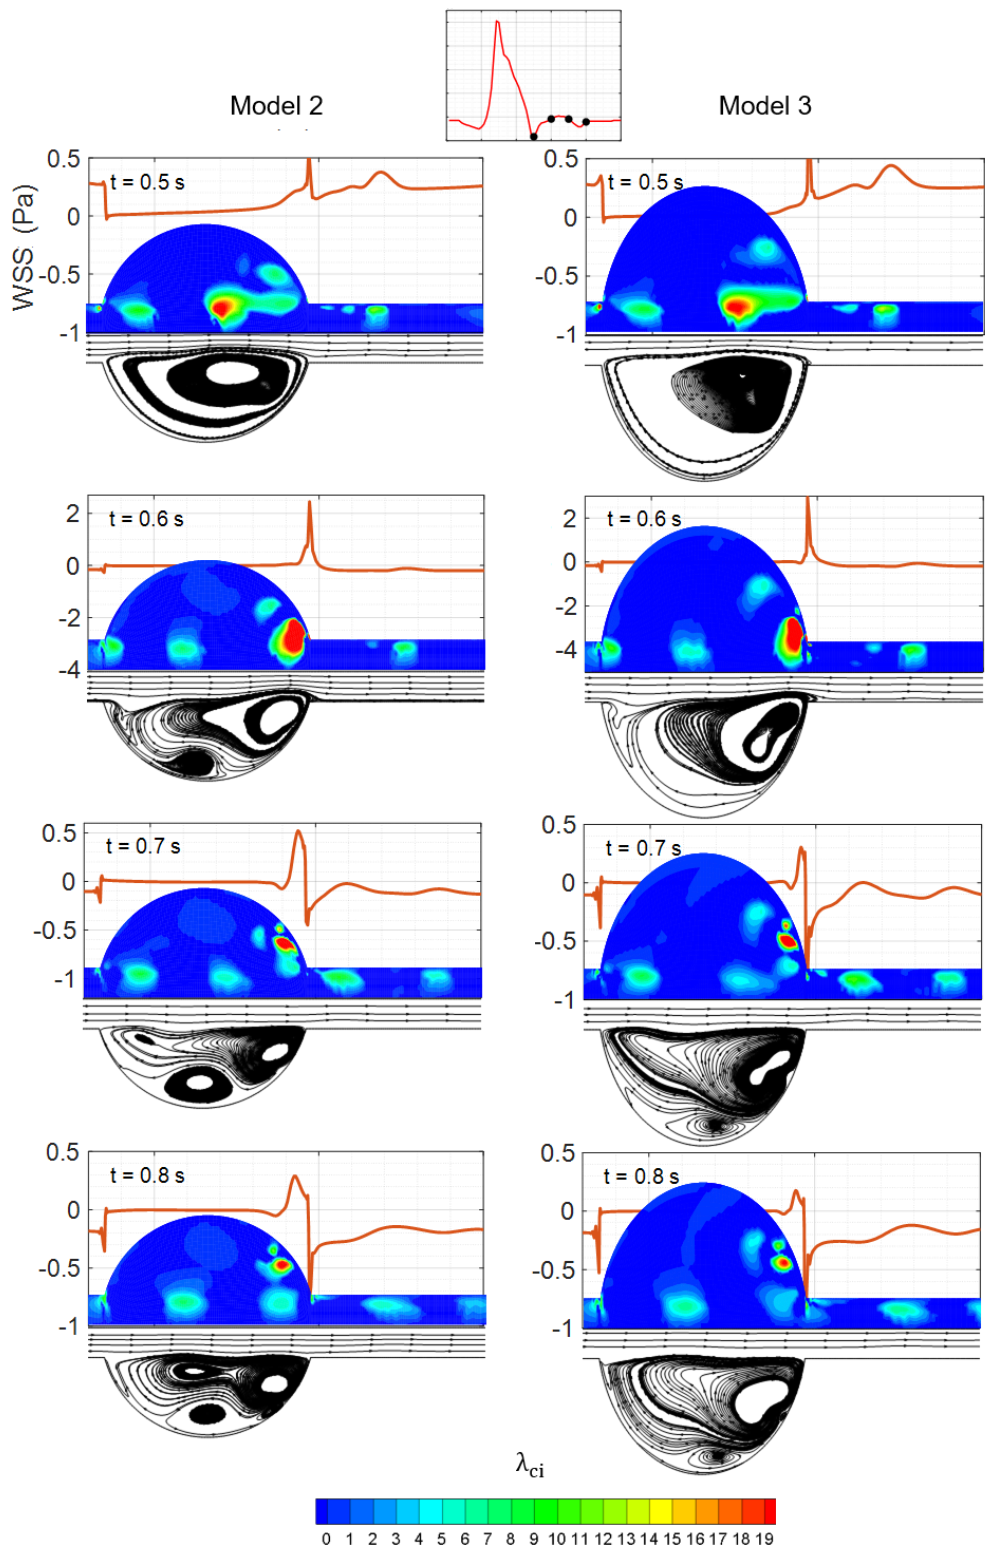 Model 2
Model 3
WSS (Pa)
t = 0.5 s
0.5
0
-0.5
-1
t = 0.5 s
0.5
0
-0.5
-1
t = 0.6 s
2
0
-2
-4
t = 0.6 s
2
0
-2
-4
t = 0.7 s
0.5
0
-0.5
-1
t = 0.7 s
0.5
0
-0.5
-1
t = 0.8 s
0.5
0
-0.5
-1
t = 0.8 s
0.5
0
-0.5
-1
λci
0 1 2 3 4 5 6 7 8 9 10 11 12 13 14 15 16 17 18 19